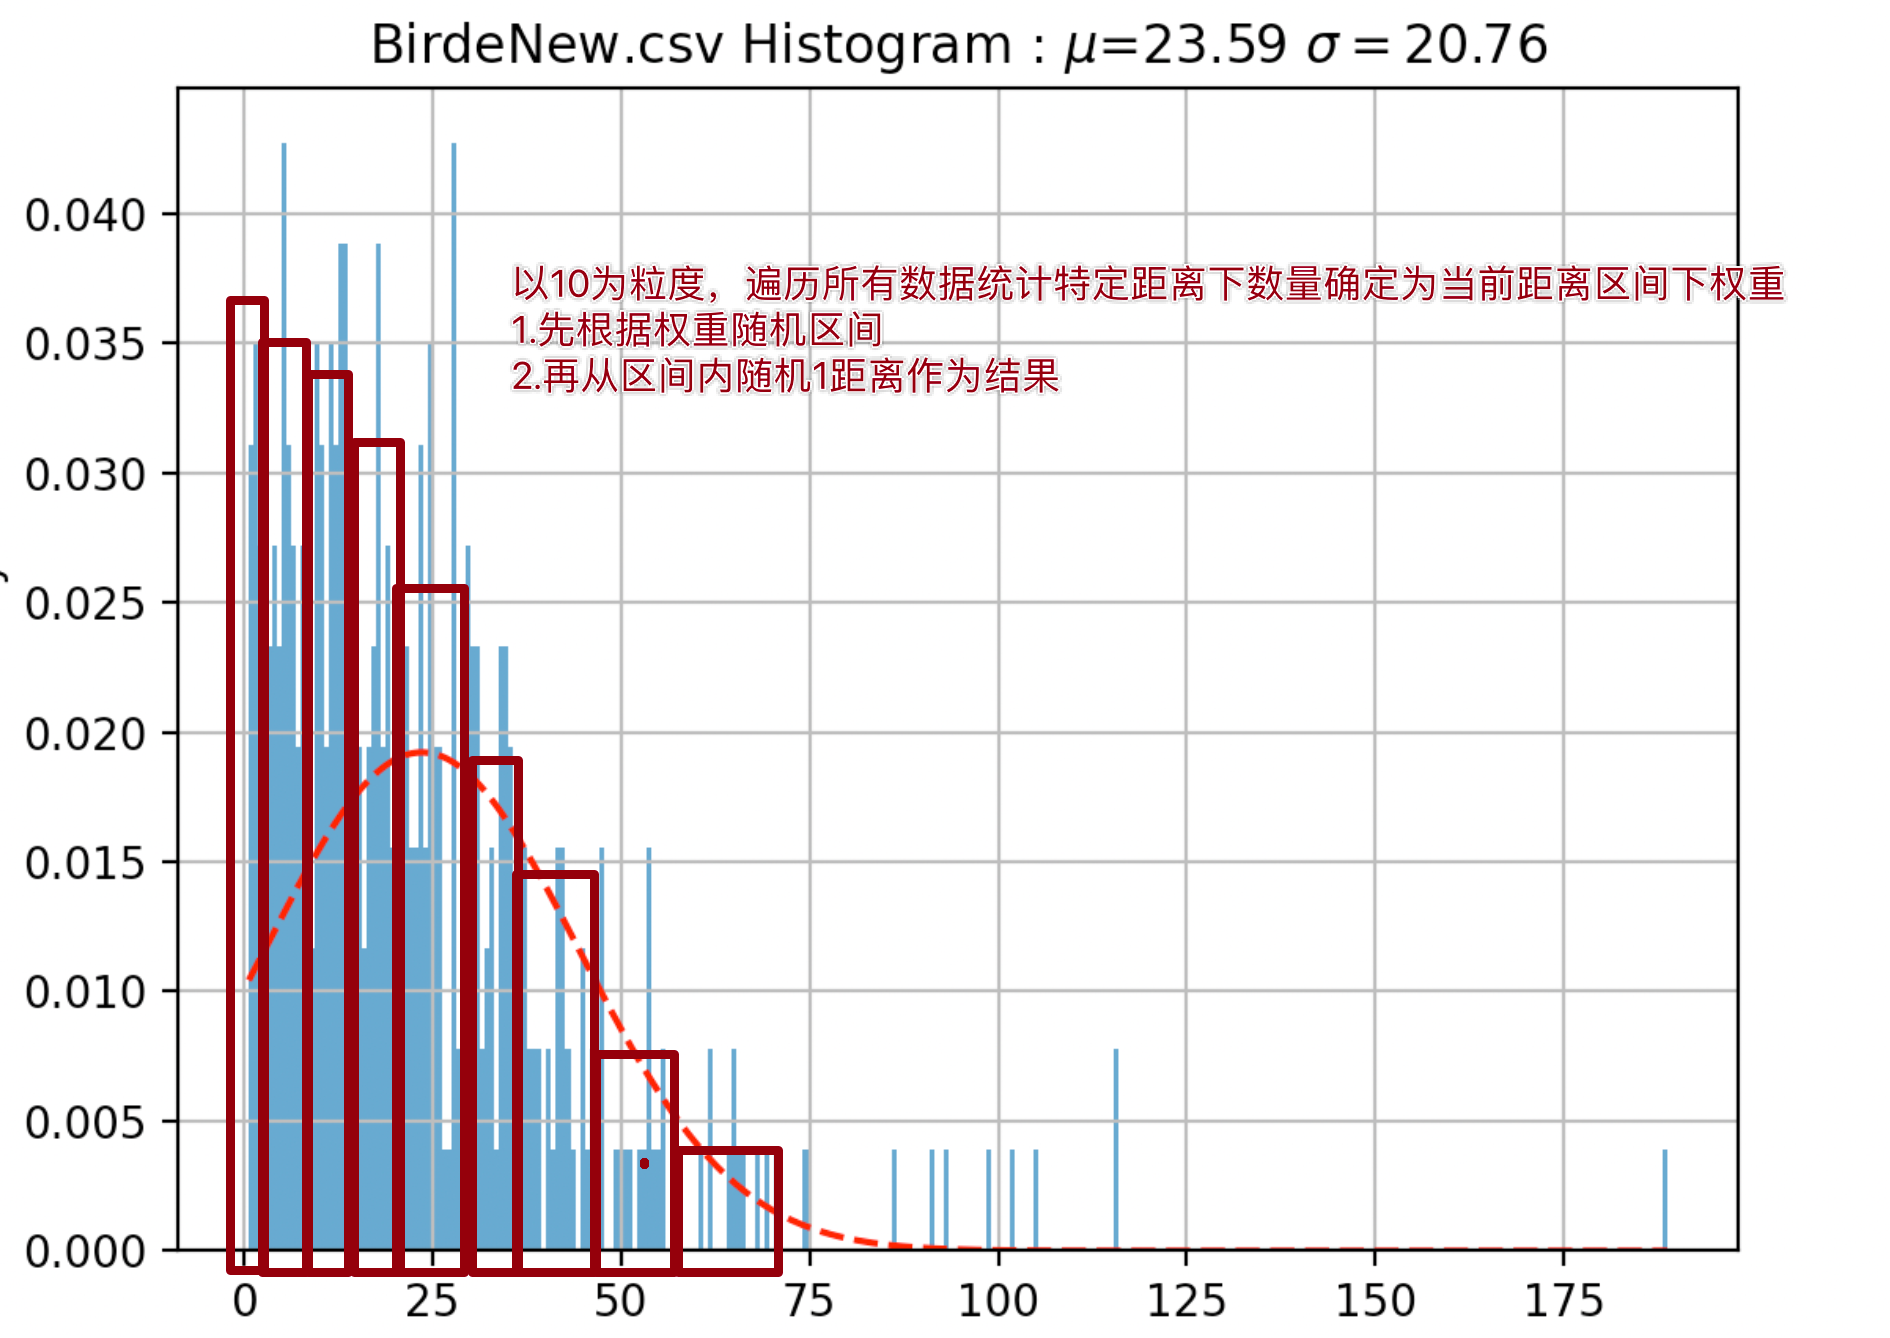 BirdeNew.csv Histogram : μ=23.59 σ = 20.76
以10为粒度，遍历所有数据统计特定距离下数量确定为当前距离区间下权重
1.先根据权重随机区间
2.再从区间内随机1距离作为结果
0.040
0.035
0.030
0.025
0.020
0.015
0.010
0.005
0.000
0 25 50 75 100 125 150 175